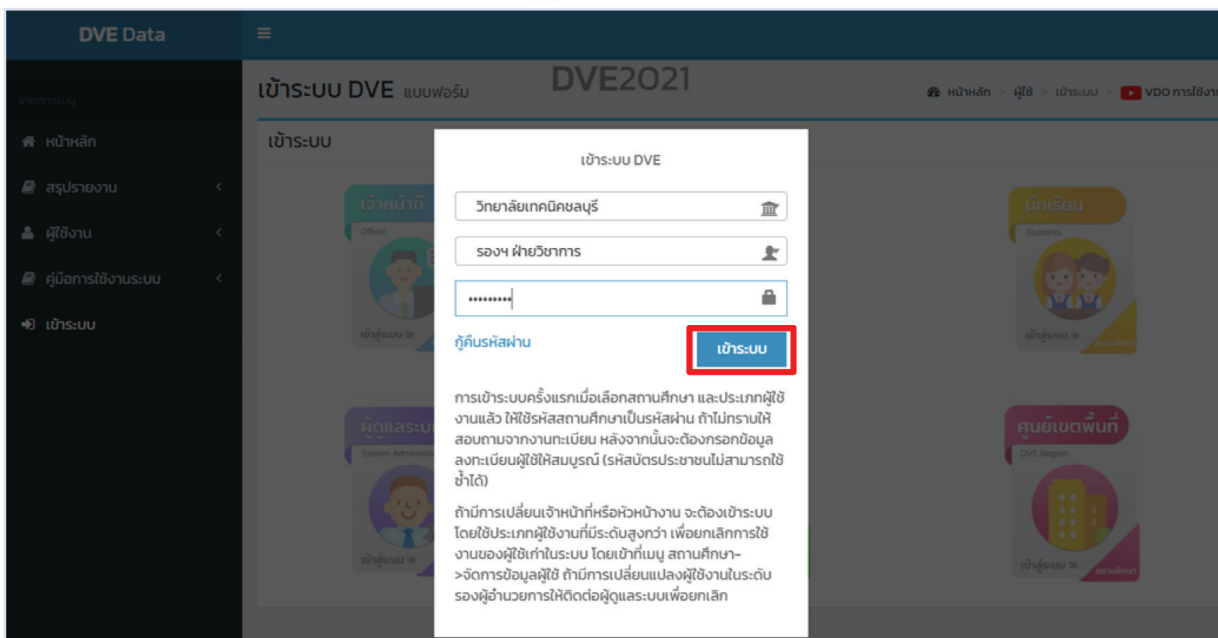 DVE Data
รายการเมนู
หน้าหลัก
สรุปรายงาน
ผู้ใช้งาน
คู่มือการใช้งานระบบ
เข้าระบบ
DVE2021
เข้าระบบ DVE แบบฟอร์ม
หน้าหลัก > ผู้ใช้ > เข้าระบบ > VDO การใช้งา
เข้าระบบ
เจ้าหน้าที่
Officer
เข้าสู่ระบบ »
นักเรียน
Students
เข้าสู่ระบบ »
สถานศึกษา
ผู้ดูแลระบ
System Administra
เข้าสู่ระบบ »
ศูนย์เขตพื้นที่
DVE Region
เข้าสู่ระบบ »
สถานศึกษา
เข้าระบบ DVE
วิทยาลัยเทคนิคชลบุรี
รองฯ ฝ่ายวิชาการ
•••••••••
กู้คืนรหัสผ่าน
เข้าระบบ
การเข้าระบบครั้งแรกเมื่อเลือกสถานศึกษา และประเภทผู้ใช้
งานแล้ว ให้ใช้รหัสสถานศึกษาเป็นรหัสผ่าน ถ้าไม่ทราบให้
สอบถามจากงานทะเบียน หลังจากนั้นจะต้องกรอกข้อมูล
ลงทะเบียนผู้ใช้ให้สมบูรณ์ (รหัสบัตรประชาชนไม่สามารถใช้
ซ้ำได้)
ถ้ามีการเปลี่ยนเจ้าหน้าที่หรือหัวหน้างาน จะต้องเข้าระบบ
โดยใช้ประเภทผู้ใช้งานที่มีระดับสูงกว่า เพื่อยกเลิกการใช้
งานของผู้ใช้เก่าในระบบ โดยเข้าที่เมนู สถานศึกษา-
>จัดการข้อมูลผู้ใช้ ถ้ามีการเปลี่ยนแปลงผู้ใช้งานในระดับ
รองผู้อำนวยการให้ติดต่อผู้ดูแลระบบเพื่อยกเลิก